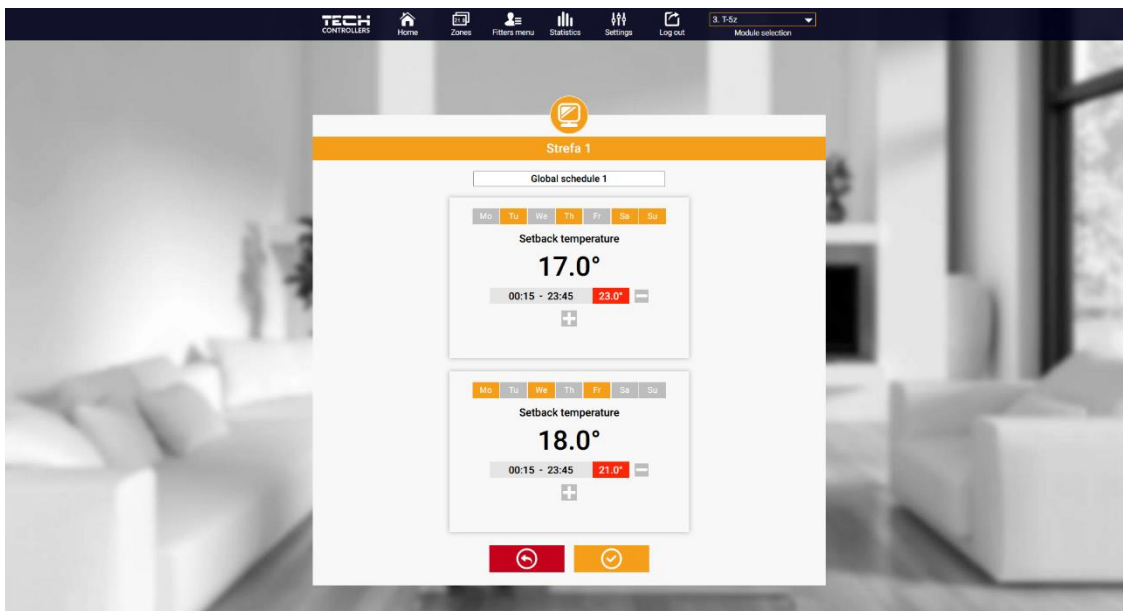 TECH
CONTROLLERS
Home
21.8
Zones
Fitters menu
Statistics
Settings
Log out
3. T-5z
Module selection
Strefa 1
Global schedule 1
Mo Tu We Th Fr Sa Su
Setback temperature
17.0°
00:15 - 23:45 23.0°
Mo Tu We Th Fr Sa Su
Setback temperature
18.0°
00:15 - 23:45 21.0°